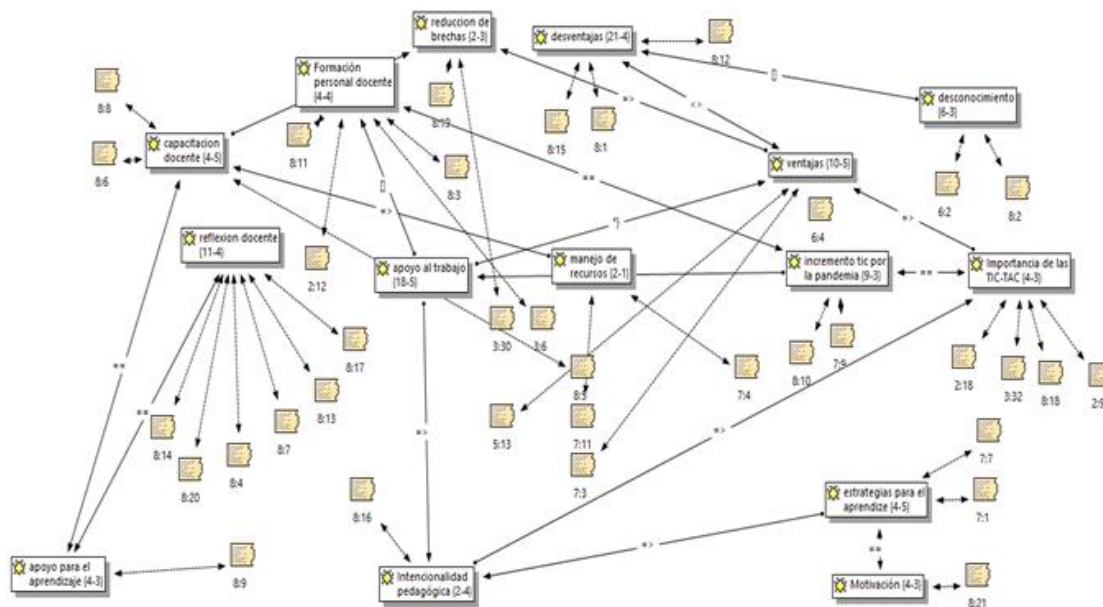 reduccion de
brechas {2-3}
desventajas {21-4}
8:12
Formación
personal docente
{4-4}
[]
8:8
=>
<>
desconocimiento
{6-3}
8:19
8:15
8:1
8:11
capacitacion
docente {4-5}
8:6
8:3
ventajas {10-5}
[]
==
6:2
8:2
=>
*}
6:4
=>
reflexion docente
{11-4}
2:12
apoyo al trabajo
{18-5}
manejo de
recursos {2-1}
incremento tic por
la pandemia {9-3}
==
Importancia de las
TIC-TAC {4-3}
3:30
3:6
8:17
8:10
7:9
==
8:5
7:4
2:18
3:32
8:18
2:9
8:13
==
8:14
8:20
8:4
8:7
5:13
7:11
=>
=>
7:3
7:7
8:16
estrategias para el
aprendize {4-5}
7:1
=>
==
8:9
apoyo para el
aprendizaje {4-3}
Intencionalidad
pedagógica {2-4}
Motivación {4-3}
8:21